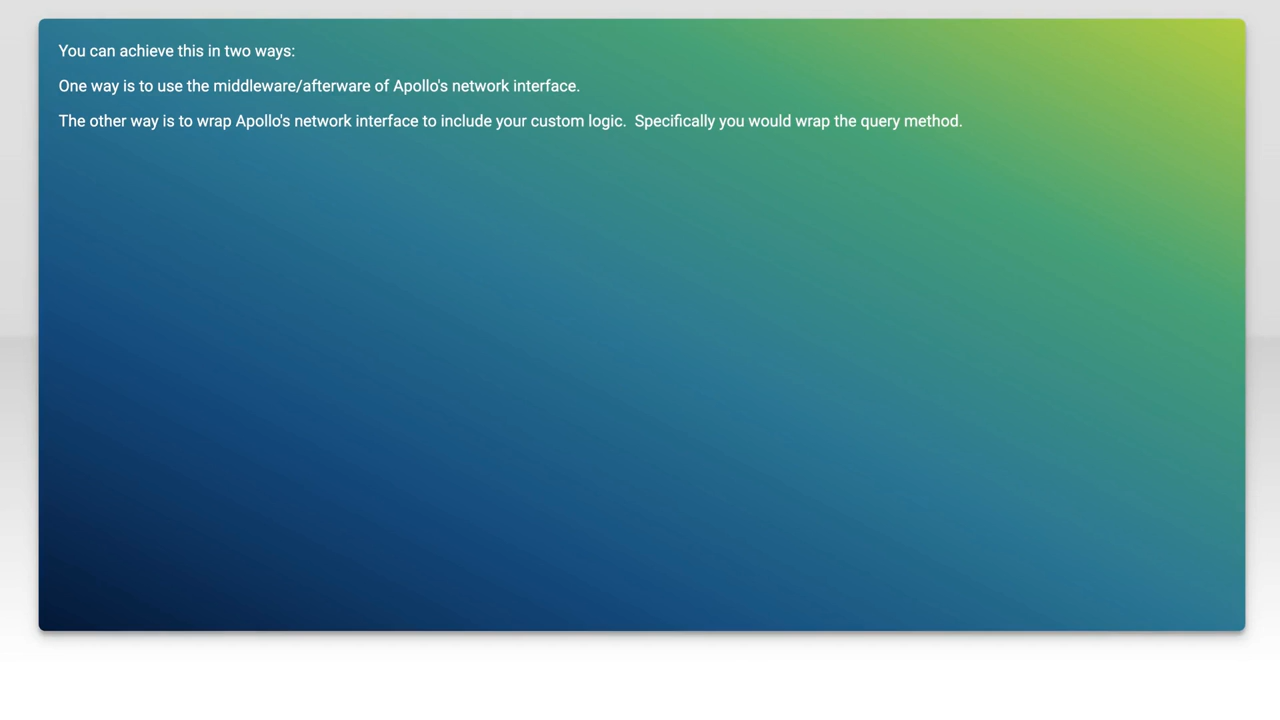 You can achieve this in two ways:
One way is to use the middleware/afterware of Apollo's network interface.
The other way is to wrap Apollo's network interface to include your custom logic.  Specifically you would wrap the query method.